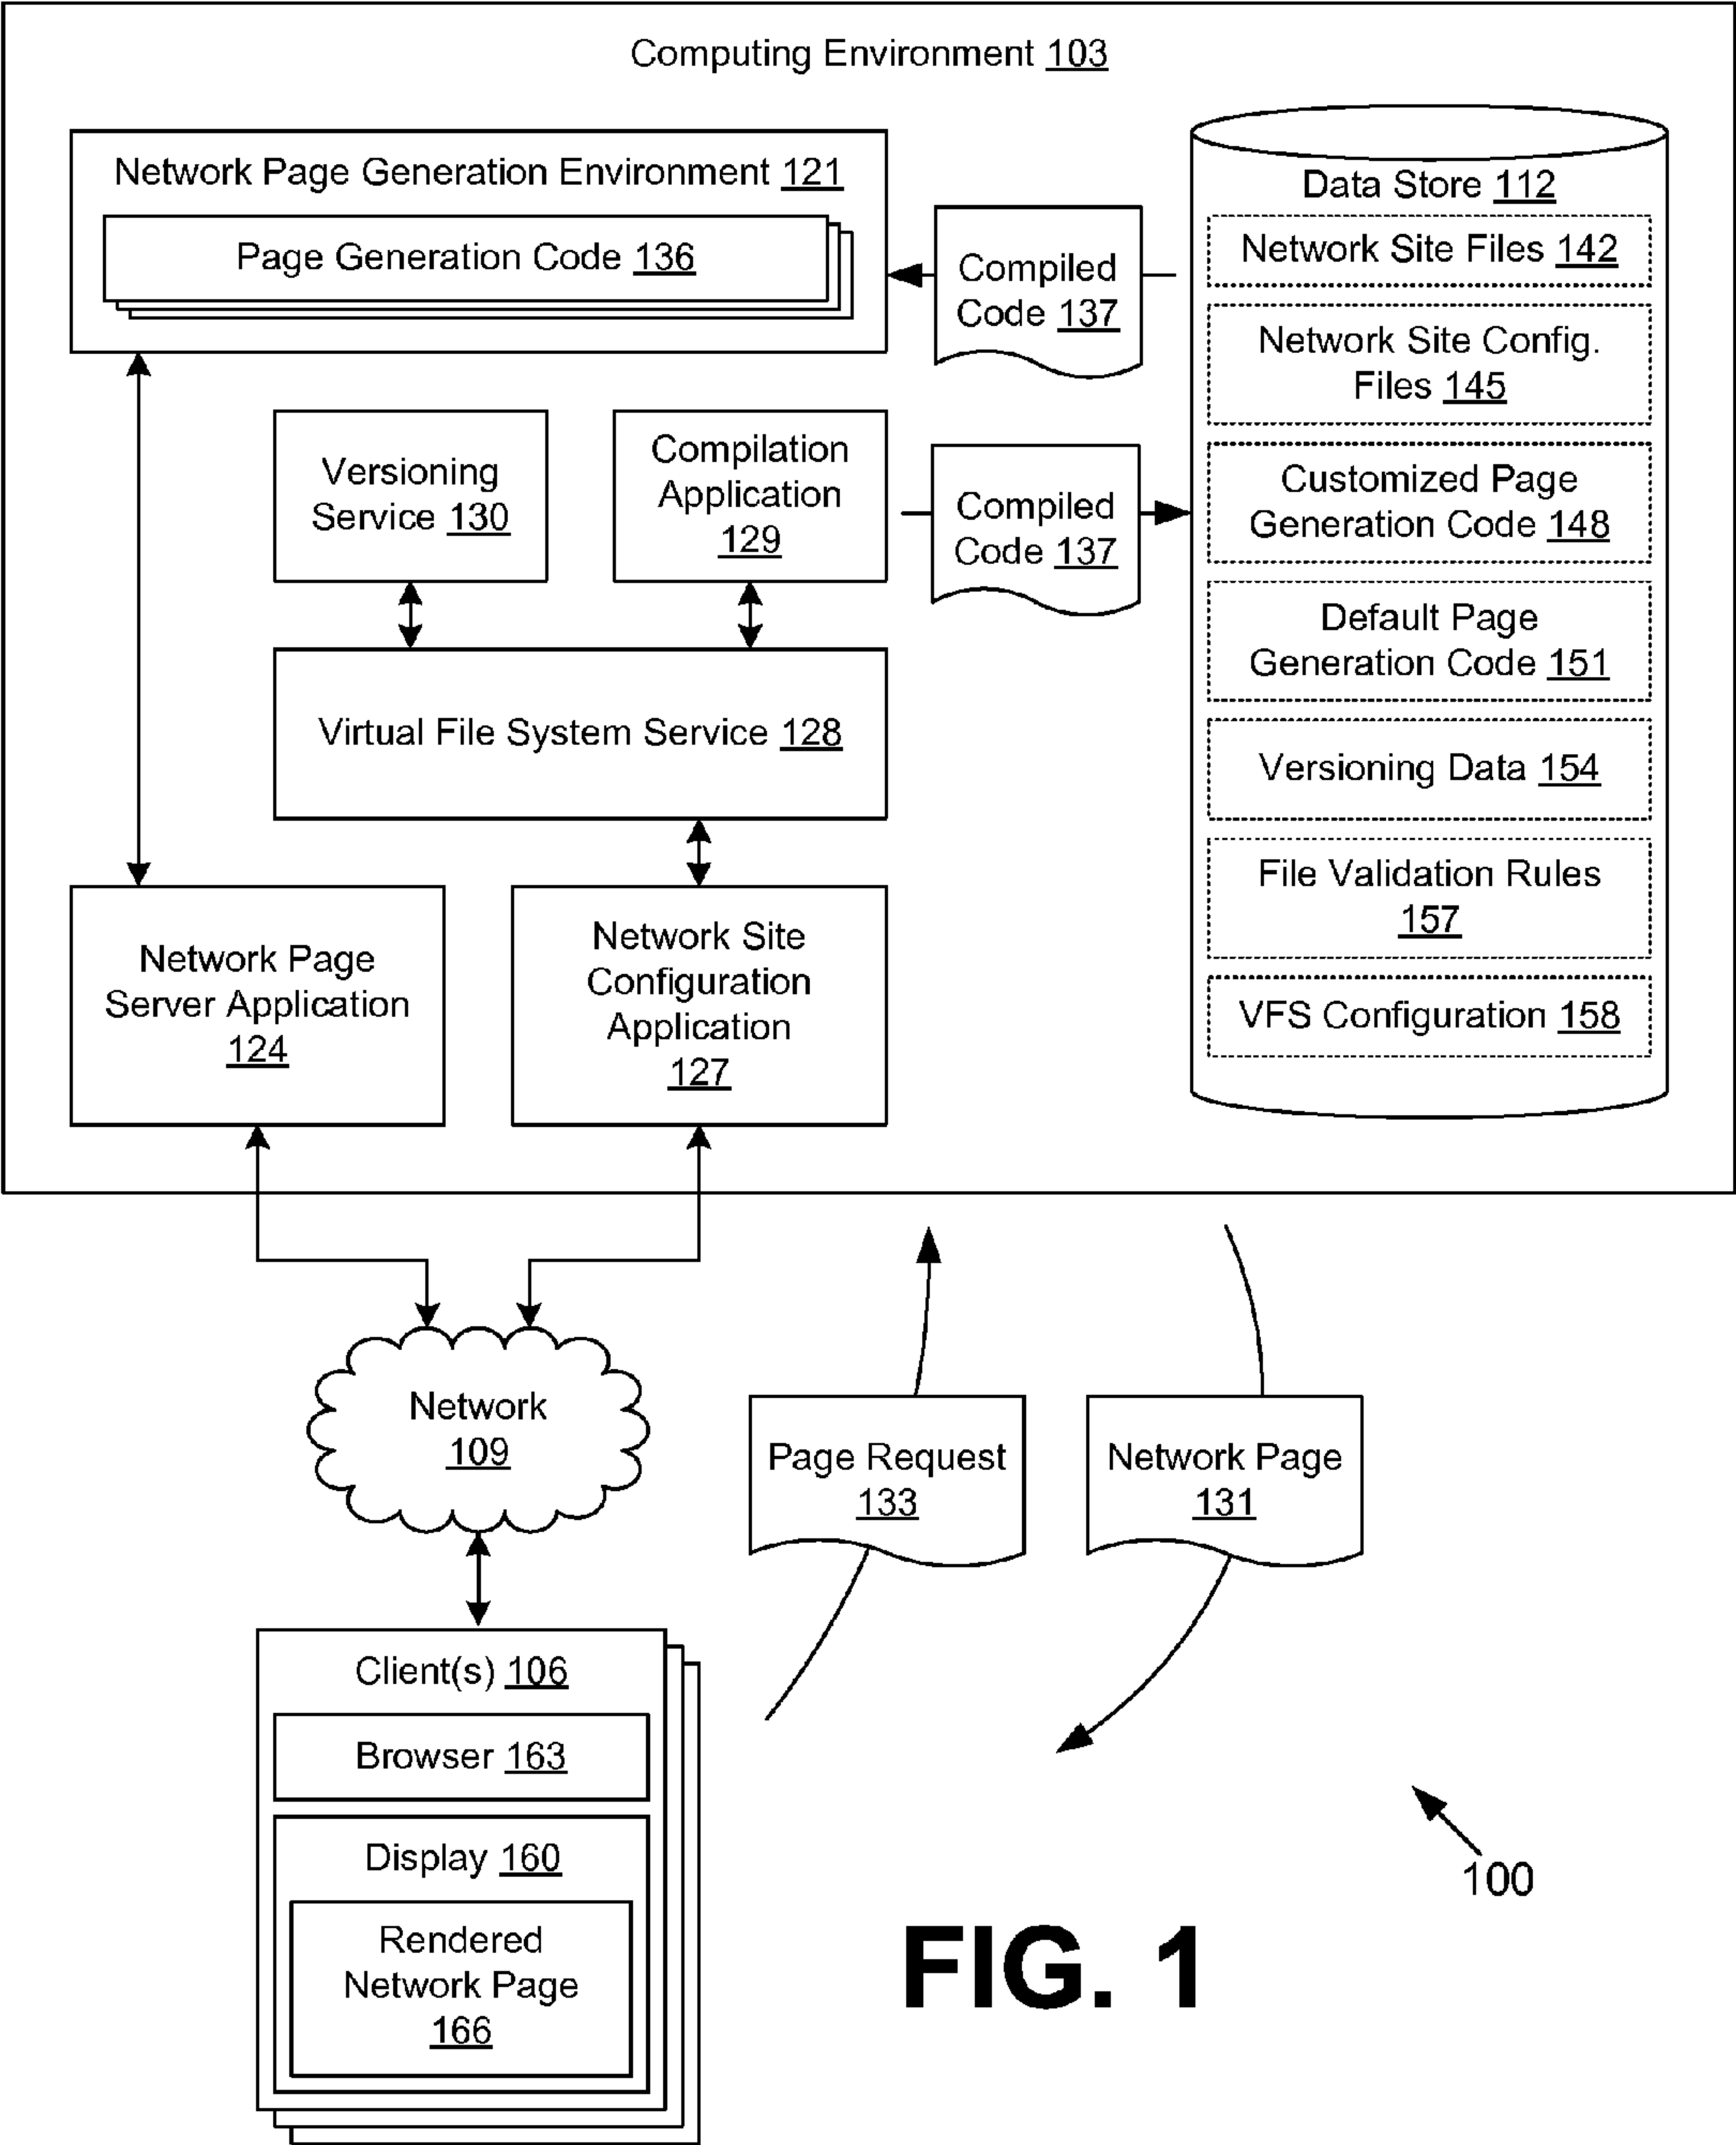 Computing Environment 103
Network Page Generation Environment 121
Page Generation Code 136
Compiled
Code 137
Data Store 112
Network Site Files 142
Network Site Config.
Files 145
Customized Page
Generation Code 148
Default Page
Generation Code 151
Versioning Data 154
File Validation Rules
157
VFS Configuration 158
Versioning
Service 130
Compilation
Application
129
Compiled
Code 137
Virtual File System Service 128
Network Page
Server Application
124
Network Site
Configuration
Application
127
Network
109
Page Request
133
Network Page
131
Client(s) 106
Browser 163
Display 160
Rendered
Network Page
166
100
FIG. 1